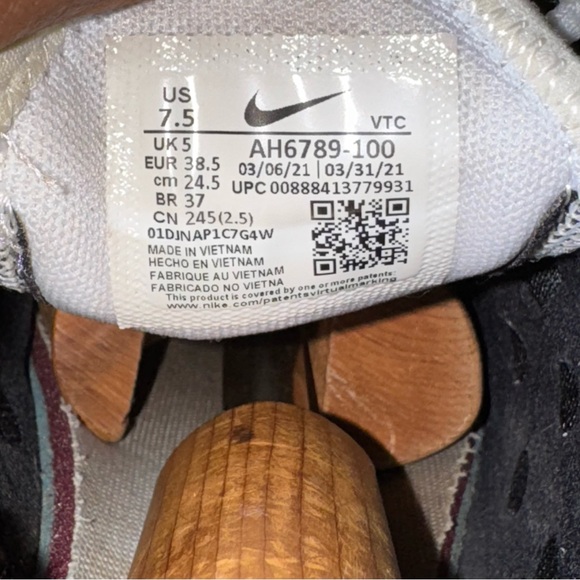 US
7.5
VTC
UK 5
EUR 38.5
cm 24.5
BR 37
CN 245(2.5)
AH6789-100
03/06/21 | 03/31/21
UPC 00888413779931
01DJNAP1C7G4W
MADE IN VIETNAM
HECHO EN VIETNAM
FABRIQUE AU VIETNAM
FABRICADO NO VIETNA
This product is covered by one or more patents:
www.nike.com/patentsvirtualmarking